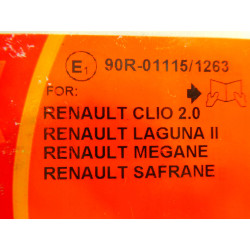 E1 90R-01115/1263
FOR:
RENAULT CLIO 2.0
RENAULT LAGUNA II
RENAULT MEGANE
RENAULT SAFRANE